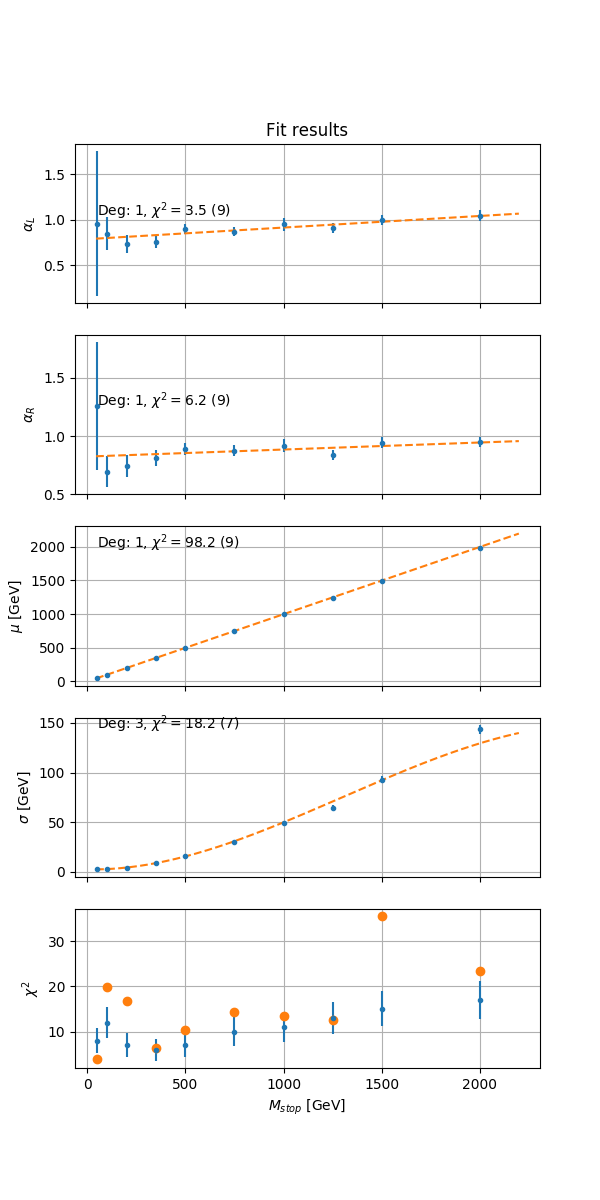 Fit results
1.5
1.0
0.5
α_L
Deg: 1, χ² = 3.5 (9)
1.5
1.0
0.5
α_R
Deg: 1, χ² = 6.2 (9)
2000
1500
1000
500
0
μ [GeV]
Deg: 1, χ² = 98.2 (9)
150
100
50
0
σ [GeV]
Deg: 3, χ² = 18.2 (7)
30
20
10
χ²
0 500 1000 1500 2000
M_stop [GeV]